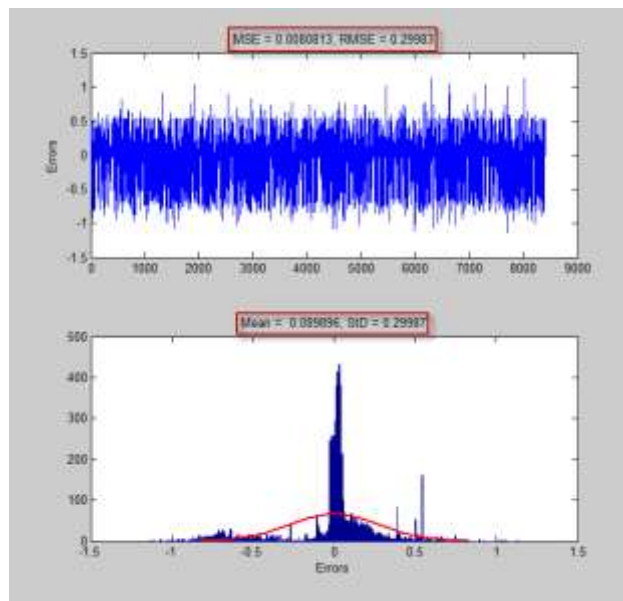 MSE = 0.0080813, RMSE = 0.29987
1.5
1
0.5
0
-0.5
-1
-1.5
Errors
0 1000 2000 3000 4000 5000 6000 7000 8000 9000
Mean = 0.089896, StD = 0.29987
500
400
300
200
100
0
-1.5 -1 -0.5 0 0.5 1 1.5
Errors